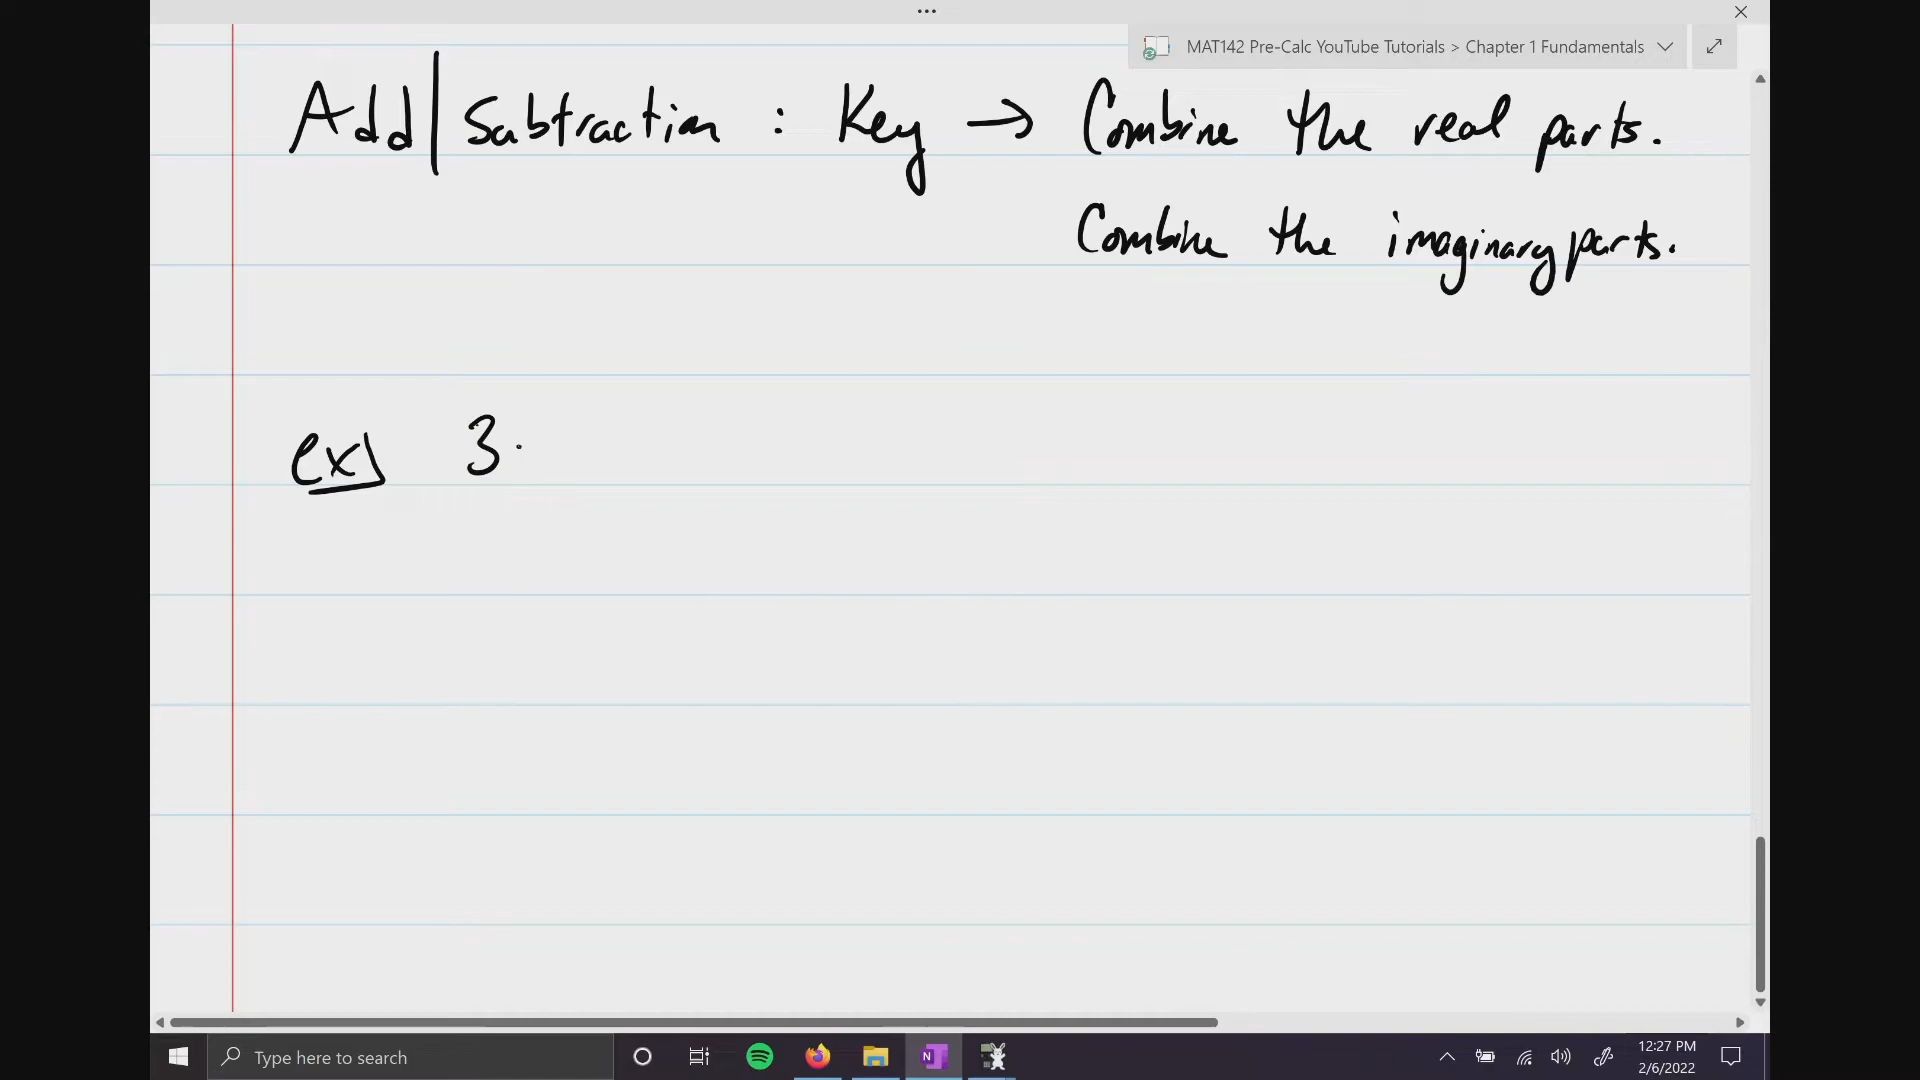 MAT142 Pre-Calc YouTube Tutorials > Chapter 1 Fundamentals
Add/Subtraction : Key → Combine the real parts.
Combine the imaginary parts.
ex) 3
Type here to search
12:27 PM
2/6/2022